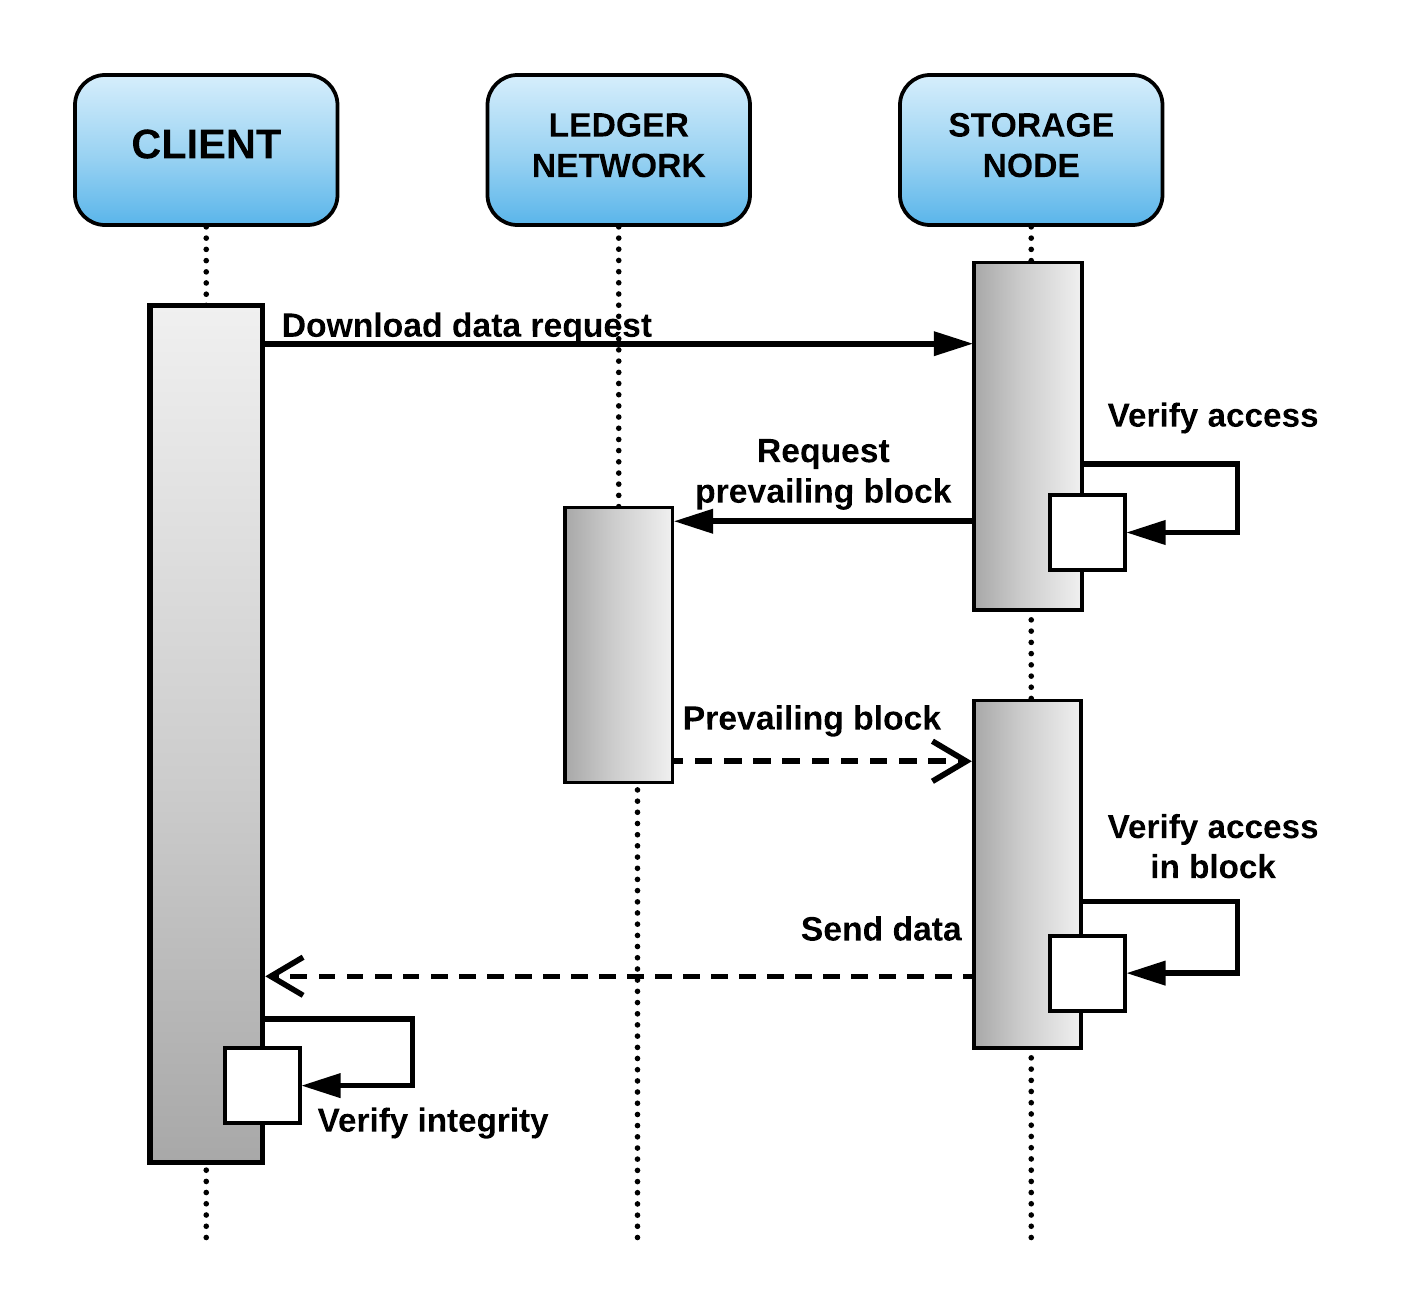 CLIENT
LEDGER
NETWORK
STORAGE
NODE
Download data request
Verify access
Request
prevailing block
Prevailing block
Verify access
in block
Send data
Verify integrity